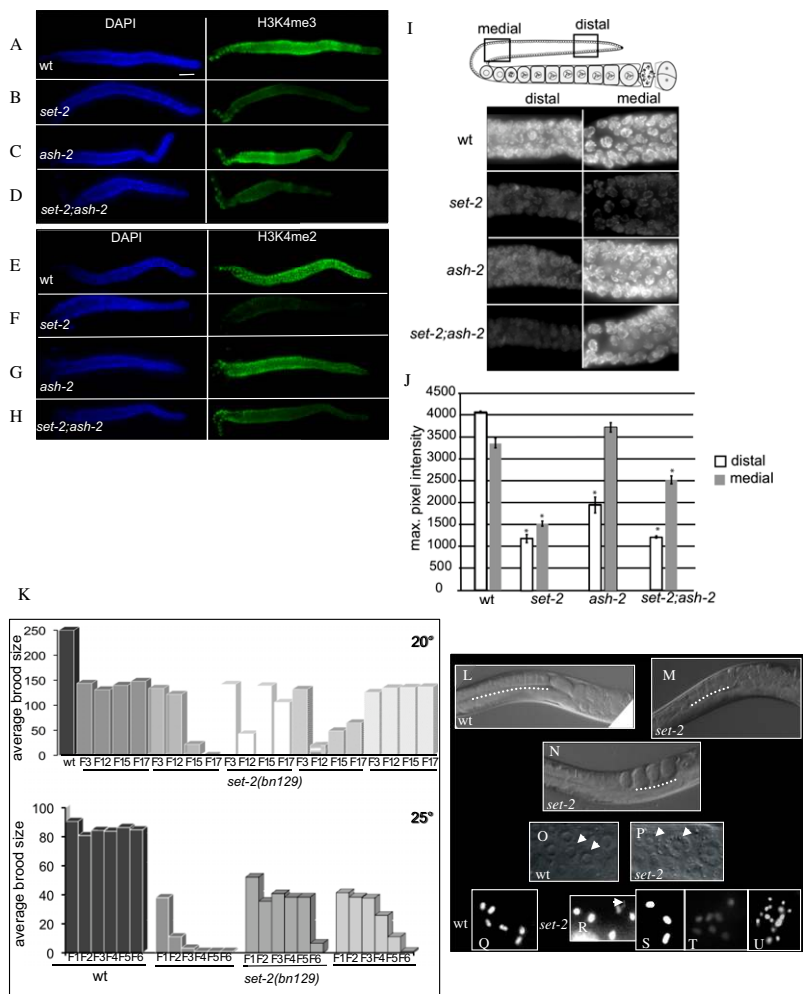 DAPI H3K4me3
A wt
B set-2
C ash-2
D set-2;ash-2
DAPI H3K4me2
E wt
F set-2
G ash-2
H set-2;ash-2
I
medial distal
distal medial
wt
set-2
ash-2
set-2;ash-2
J
max. pixel intensity
4500
4000
3500
3000
2500
2000
1500
1000
500
0
* * * * *
distal
medial
wt set-2 ash-2 set-2;ash-2
K
average brood size
20°
250
200
150
100
50
0
wt F3 F12 F15 F17 F3 F12 F15 F17 F3 F12 F15 F17 F3 F12 F15 F17 F3 F12 F15 F17
set-2(bn129)
average brood size
25°
100
80
60
40
20
0
F1F2F3F4F5F6 F1F2F3F4F5F6 F1F2 F3F4F5F6 F1F2 F3F4F5F6
wt set-2(bn129)
L wt
M set-2
N set-2
O wt
P set-2
wt Q set-2 R S T U